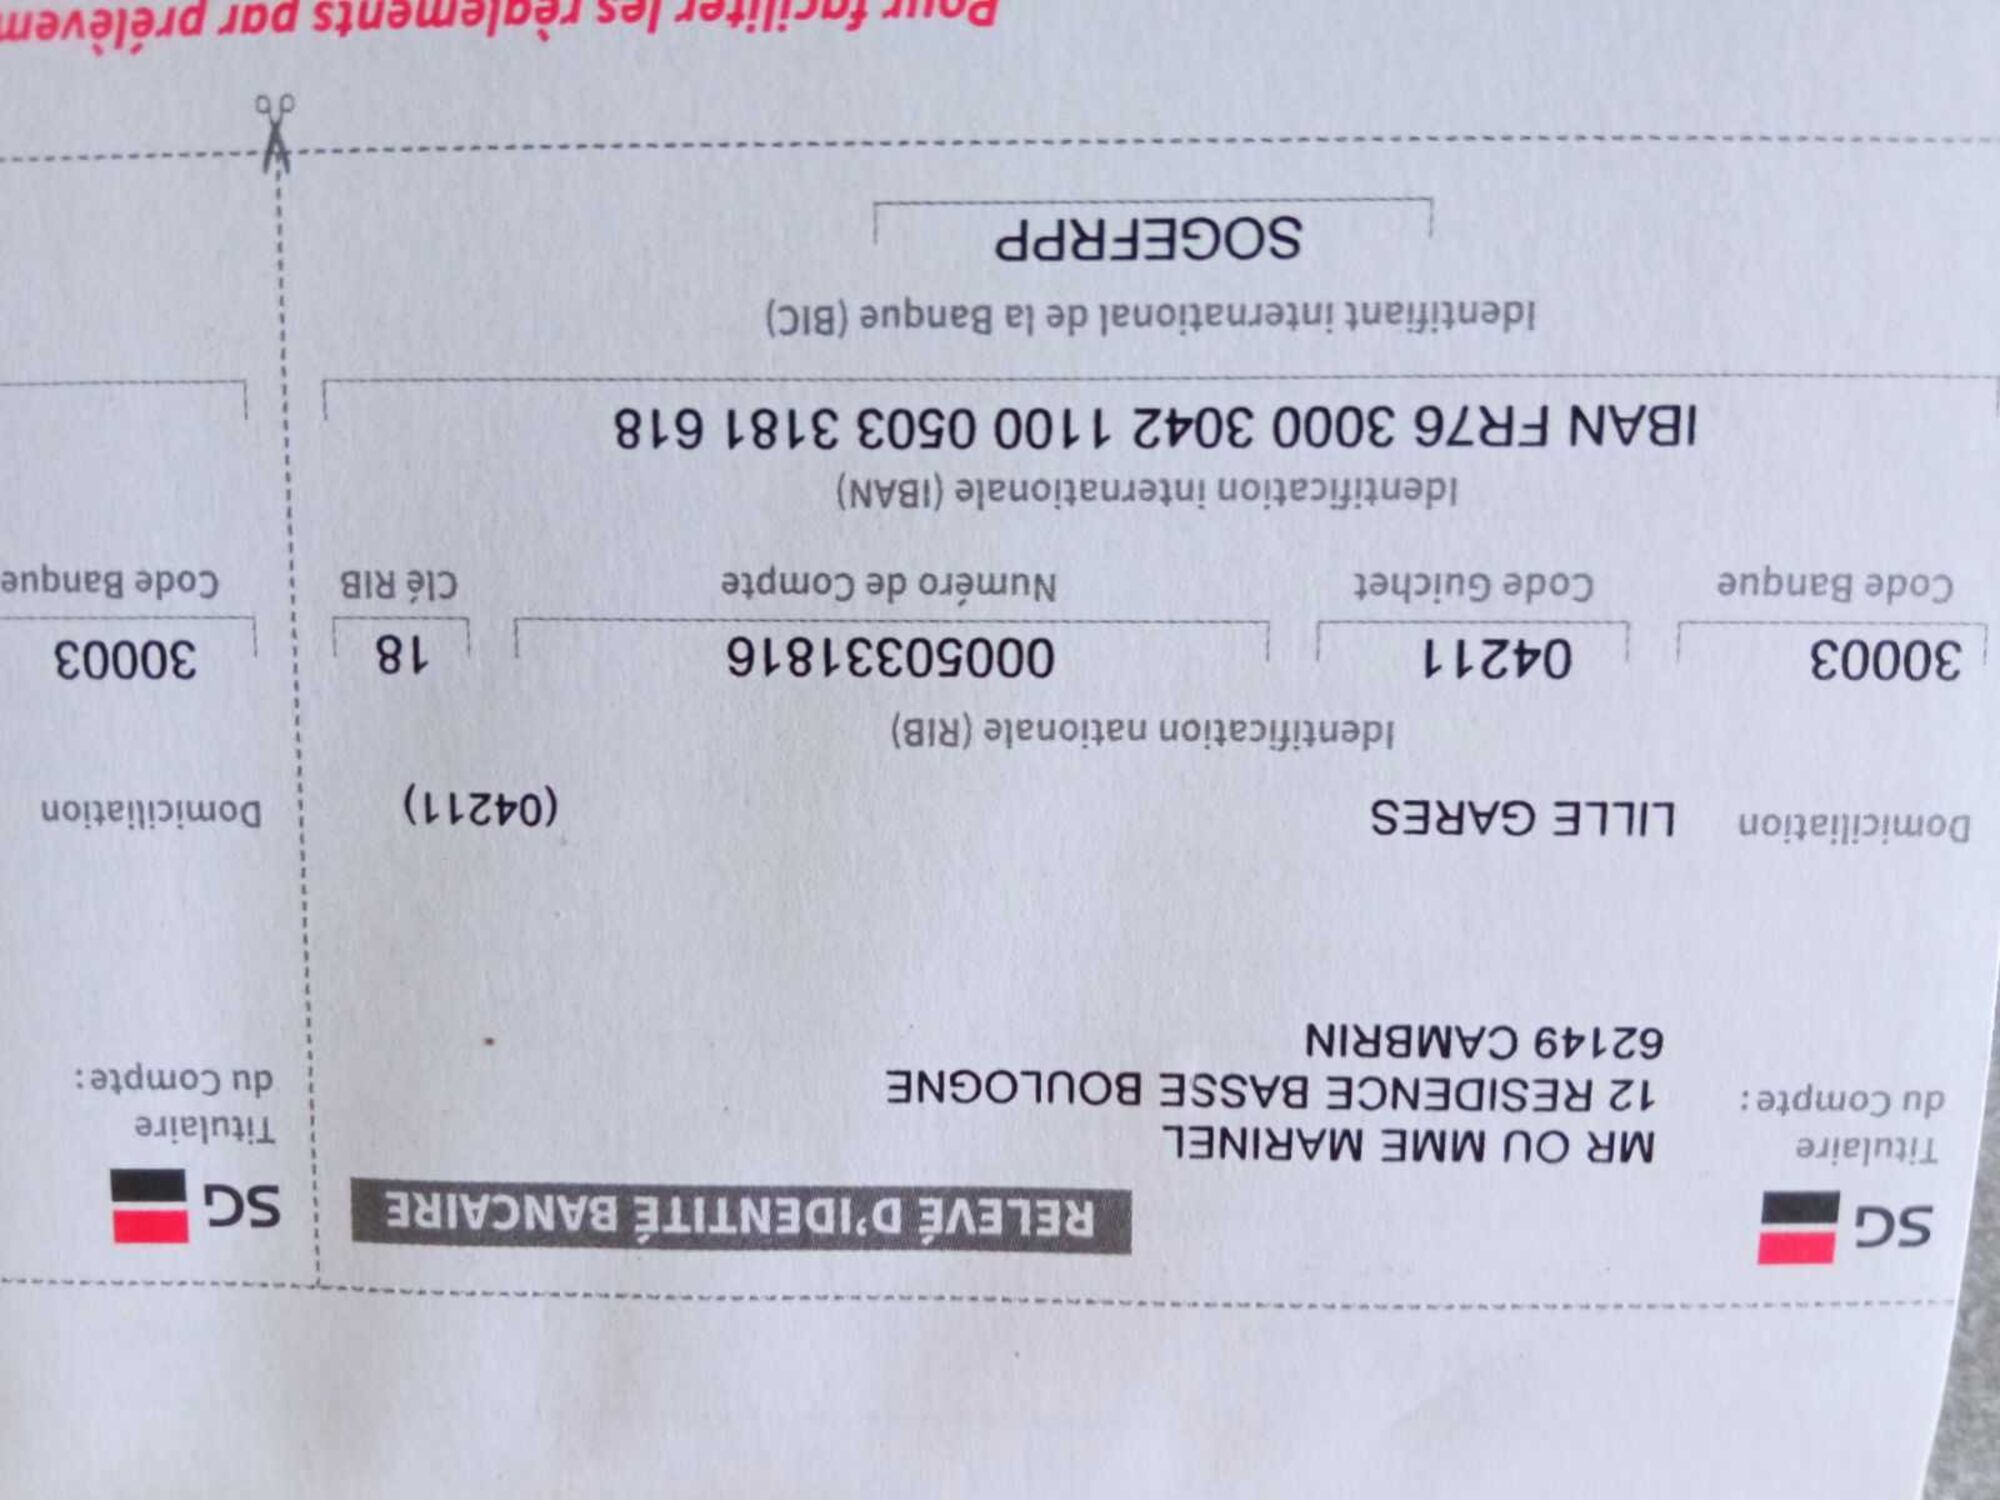 SG
RELEVÉ D'IDENTITÉ BANCAIRE
Titulaire
du Compte :
MR OU MME MARINEL
12 RESIDENCE BASSE BOULOGNE
62149 CAMBRIN
Domiciliation LILLE GARES (04211)
Identification nationale (RIB)
30003 04211 00050331816 18
Code Banque Code Guichet Numéro de Compte Clé RIB
Identification internationale (IBAN)
IBAN FR76 3000 3042 1100 0503 3181 618
Identifiant international de la Banque (BIC)
SOGEFRPP
SG
Titulaire
du Compte :
Domiciliation
30003
Code Banque
Pour faciliter les règlements par